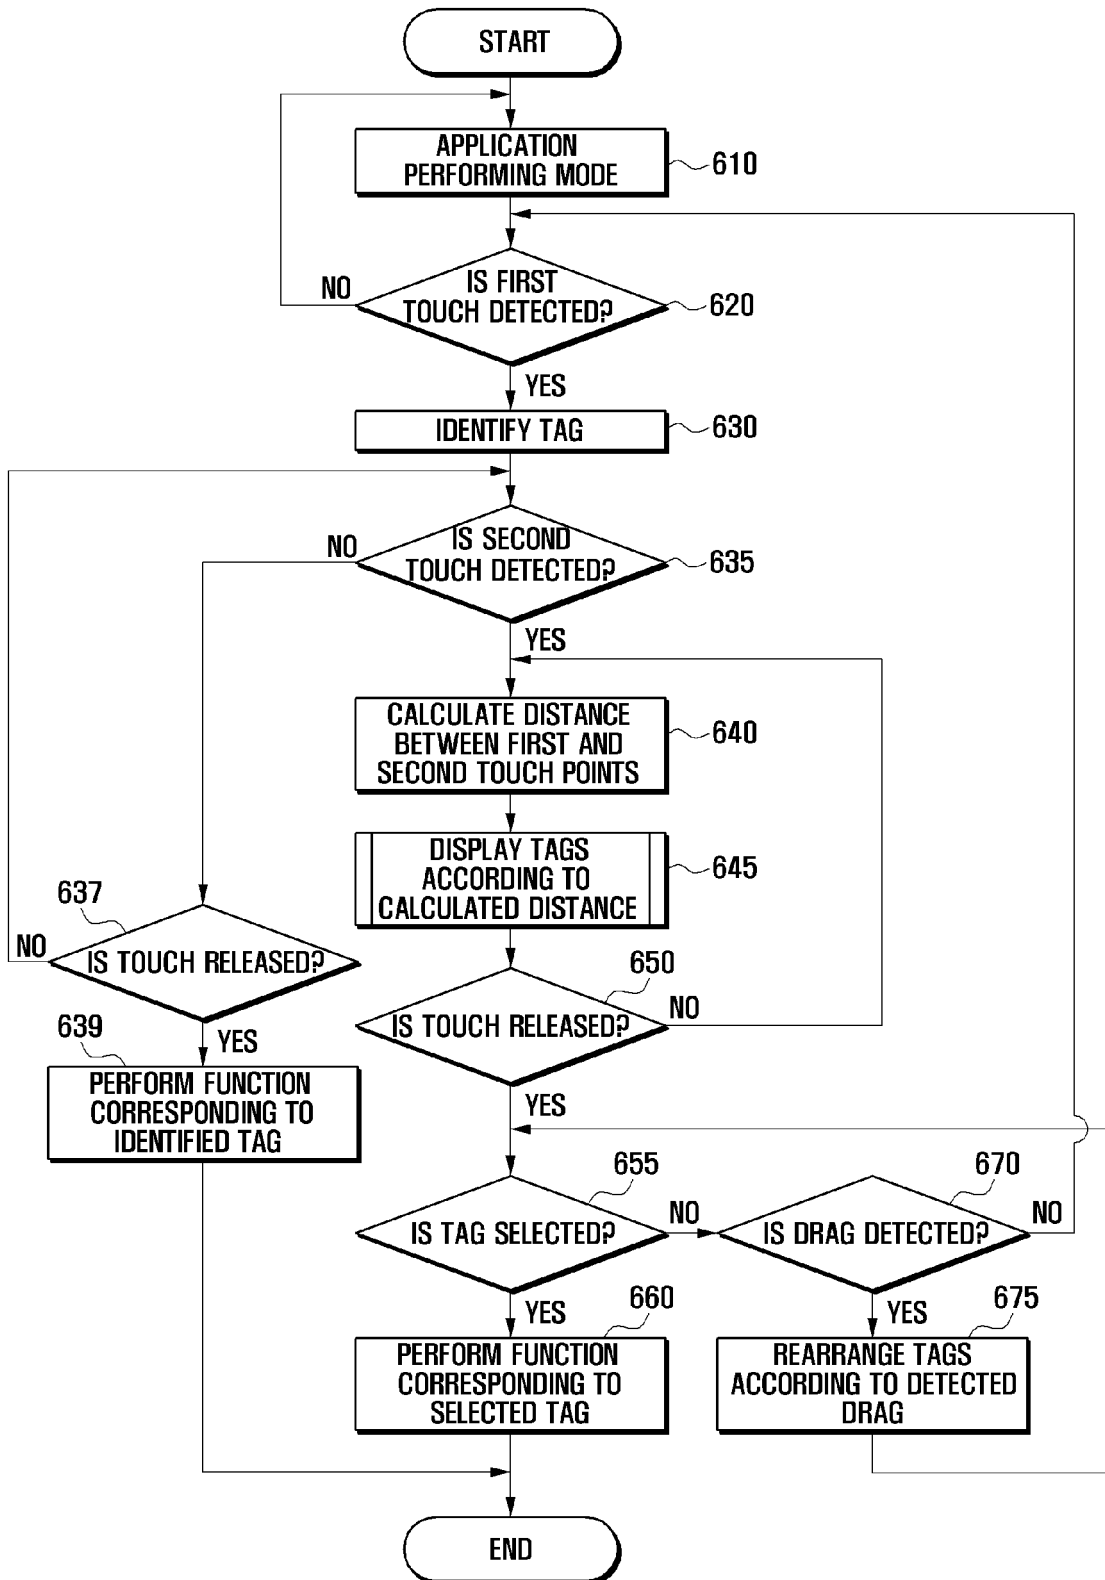 START
APPLICATION
PERFORMING MODE
610
IS FIRST
TOUCH DETECTED?
NO
620
YES
IDENTIFY TAG
630
IS SECOND
TOUCH DETECTED?
NO
635
YES
CALCULATE DISTANCE
BETWEEN FIRST AND
SECOND TOUCH POINTS
640
DISPLAY TAGS
ACCORDING TO
CALCULATED DISTANCE
645
637
IS TOUCH RELEASED?
NO
YES
639
PERFORM FUNCTION
CORRESPONDING TO
IDENTIFIED TAG
650
IS TOUCH RELEASED?
NO
YES
655
IS TAG SELECTED?
NO
YES
670
IS DRAG DETECTED?
NO
YES
660
PERFORM FUNCTION
CORRESPONDING TO
SELECTED TAG
675
REARRANGE TAGS
ACCORDING TO DETECTED
DRAG
END